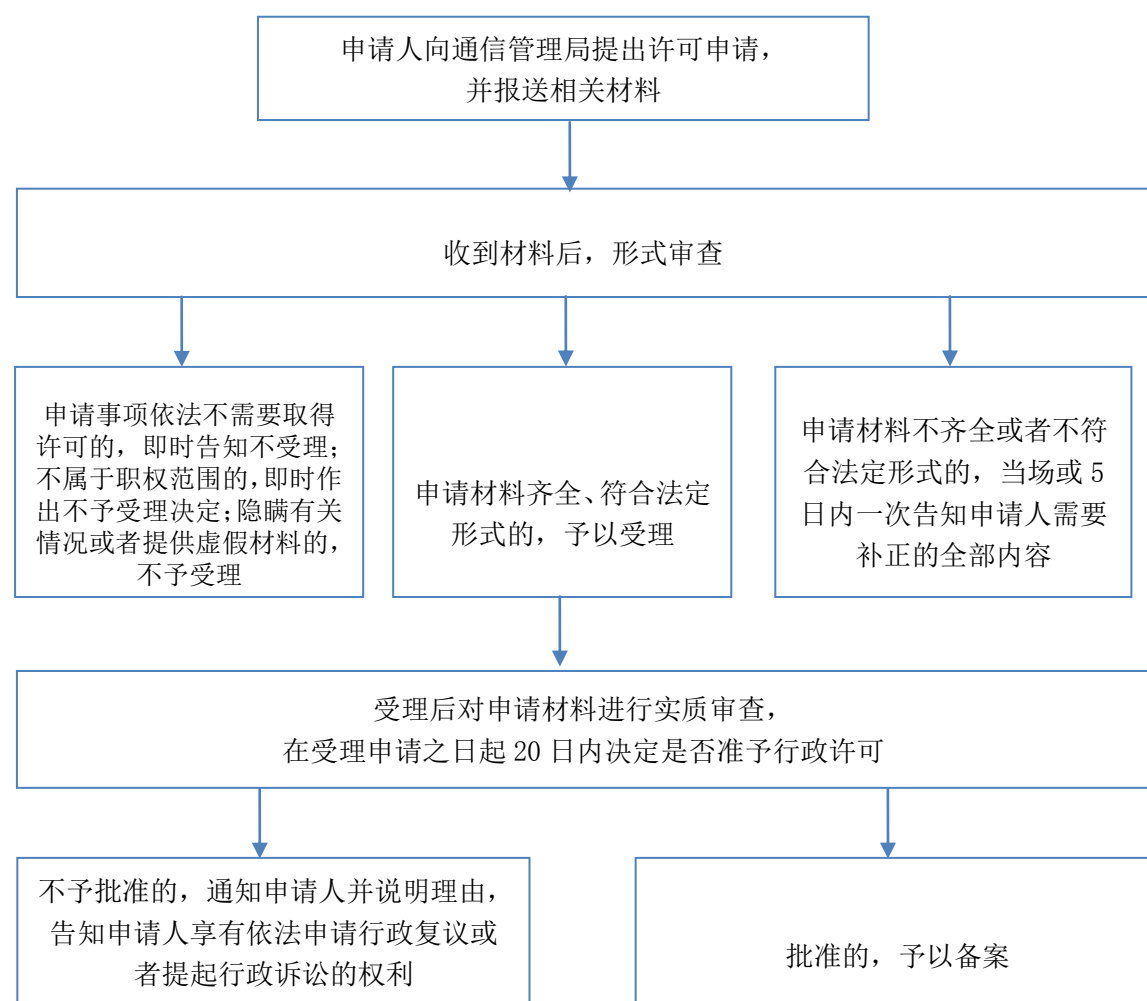 申请人向通信管理局提出许可申请，
并报送相关材料
收到材料后，形式审查
申请事项依法不需要取得
许可的，即时告知不受理；
不属于职权范围的，即时作
出不予受理决定；隐瞒有关
情况或者提供虚假材料的，
不予受理
申请材料齐全、符合法定
形式的，予以受理
申请材料不齐全或者不符
合法定形式的，当场或 5
日内一次告知申请人需要
补正的全部内容
受理后对申请材料进行实质审查，
在受理申请之日起 20 日内决定是否准予行政许可
不予批准的，通知申请人并说明理由，
告知申请人享有依法申请行政复议或
者提起行政诉讼的权利
批准的，予以备案